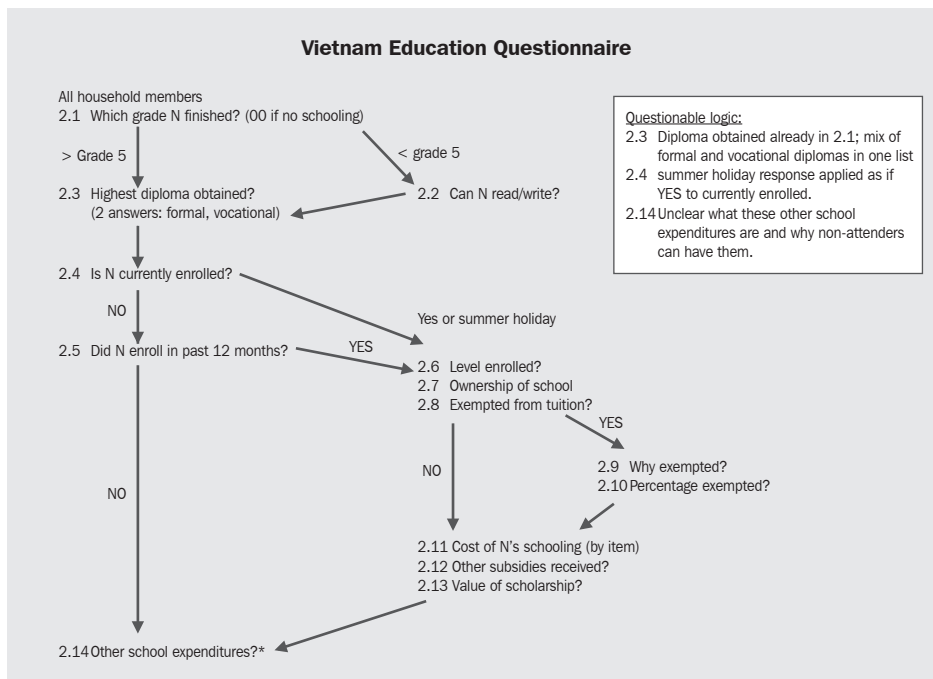 Vietnam Education Questionnaire
All household members
2.1 Which grade N finished? (00 if no schooling)
> Grade 5
< grade 5
2.3 Highest diploma obtained?
(2 answers: formal, vocational)
2.2 Can N read/write?
Questionable logic:
2.3 Diploma obtained already in 2.1; mix of
formal and vocational diplomas in one list
2.4 summer holiday response applied as if
YES to currently enrolled.
2.14 Unclear what these other school
expenditures are and why non-attenders
can have them.
2.4 Is N currently enrolled?
NO
Yes or summer holiday
2.5 Did N enroll in past 12 months?
YES
2.6 Level enrolled?
2.7 Ownership of school
2.8 Exempted from tuition?
YES
NO
2.9 Why exempted?
2.10 Percentage exempted?
NO
2.11 Cost of N's schooling (by item)
2.12 Other subsidies received?
2.13 Value of scholarship?
2.14 Other school expenditures?*